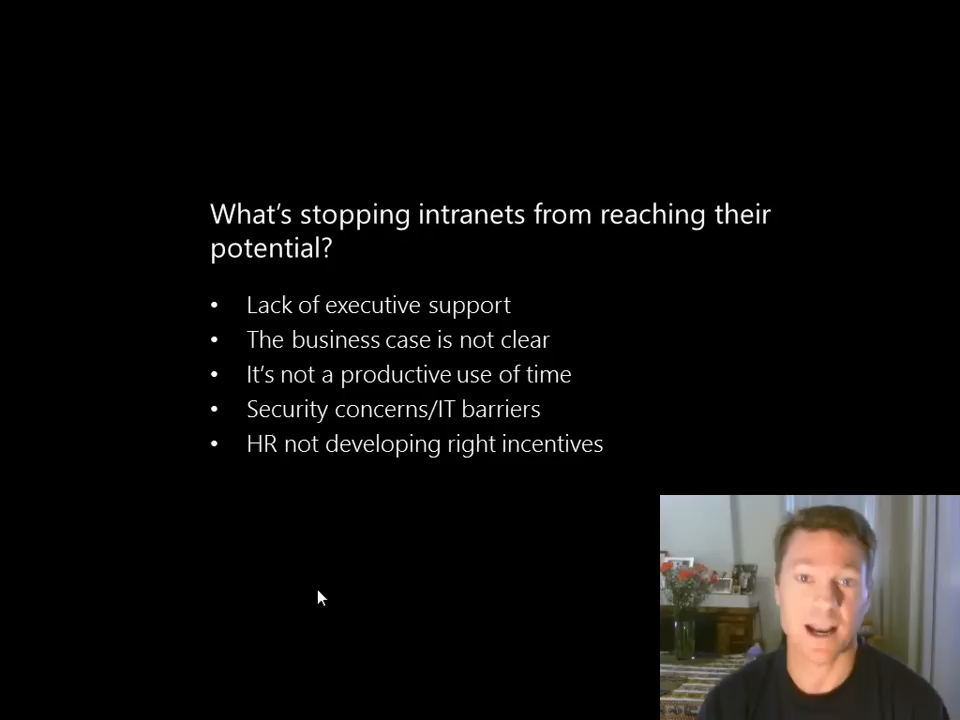 What's stopping intranets from reaching their
potential?
• Lack of executive support
• The business case is not clear
• It's not a productive use of time
• Security concerns/IT barriers
• HR not developing right incentives